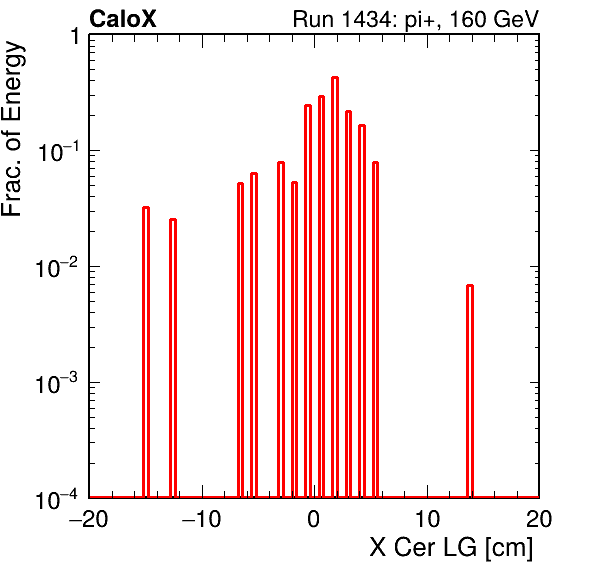 CaloX Run 1434: pi+, 160 GeV
Frac. of Energy
1
10⁻¹
10⁻²
10⁻³
10⁻⁴
−20 −10 0 10 20
X Cer LG [cm]